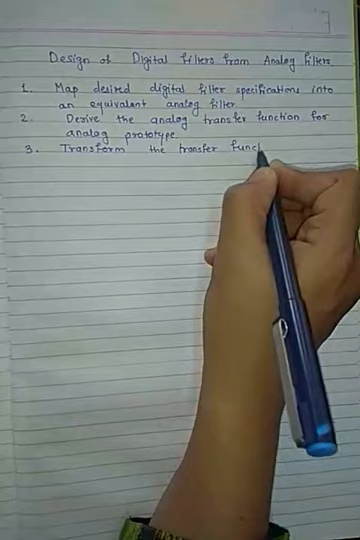 Design of Digital filters from Analog filters
1. Map desired digital filter specifications into
an equivalent analog filter.
2. Derive the analog transfer function for
analog prototype.
3. Transform the transfer func